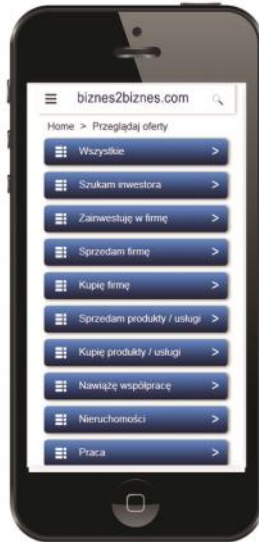 biznes2biznes.com
Home > Przeglądaj oferty
Wszystkie >
Szukam inwestora >
Zainwestuję w firmę >
Sprzedam firmę >
Kupię firmę >
Sprzedam produkty / usługi >
Kupię produkty / usługi >
Nawiążę współpracę >
Nieruchomości >
Praca >